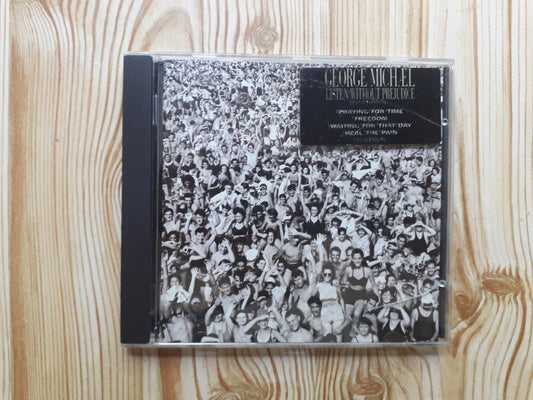 GEORGE MICHAEL
LISTEN WITHOUT PREJUDICE
PRAYING FOR TIME
FREEDOM
WAITING FOR THAT DAY
HEAL THE PAIN